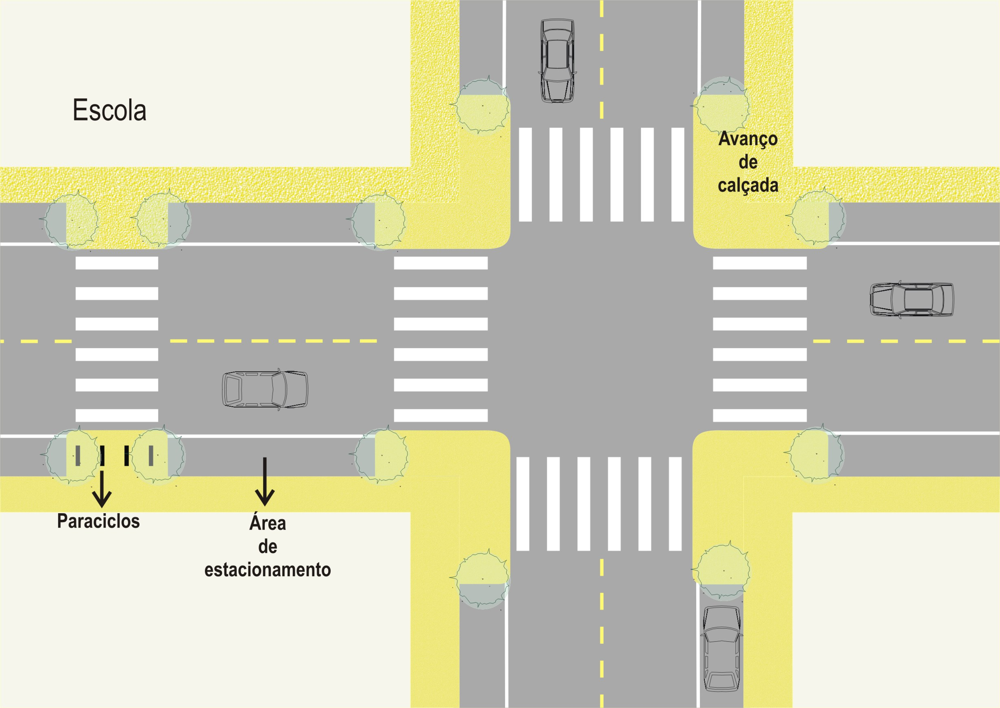 Escola
Avanço
de
calçada
Paraciclos
Área
de
estacionamento